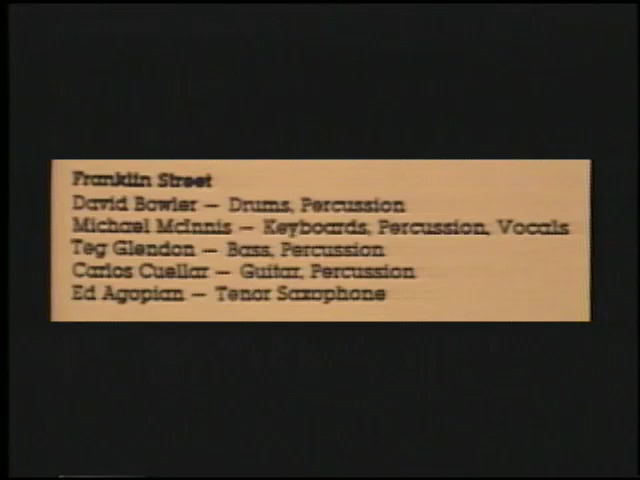 Franklin Street
David Bowler — Drums, Percussion
Michael McInnis — Keyboards, Percussion, Vocals
Teg Glendon — Bass, Percussion
Carlos Cuellar — Guitar, Percussion
Ed Agopian — Tenor Saxophone